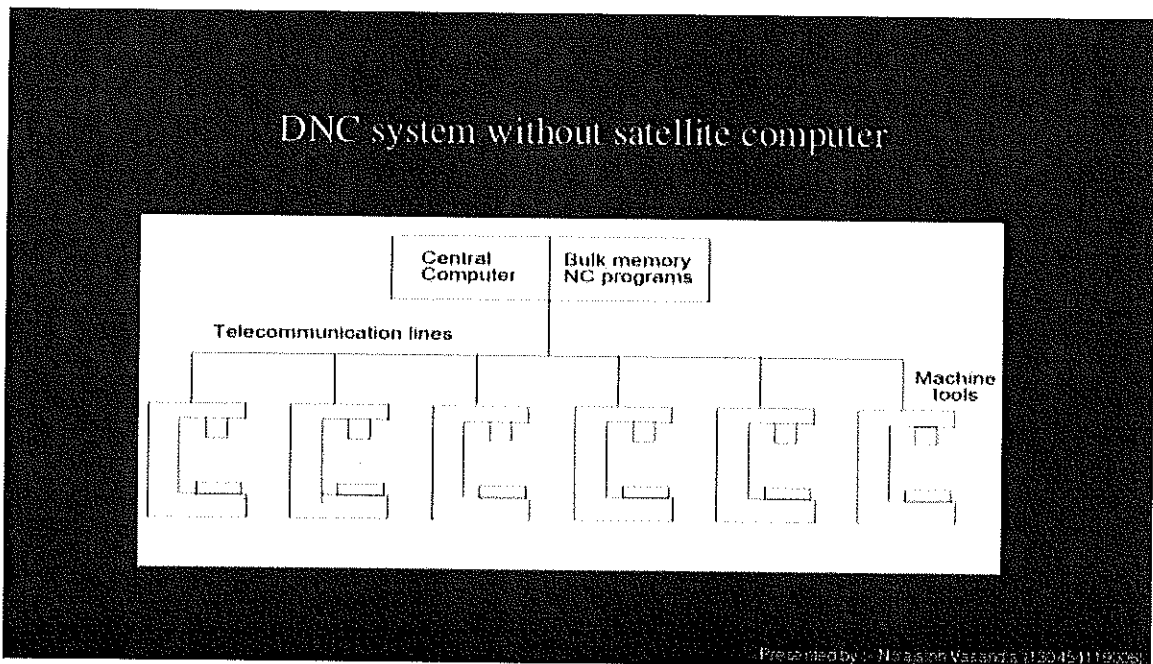 DNC system without satellite computer
Central
Computer
Bulk memory
NC programs
Telecommunication lines
Machine
tools
Presented by :-